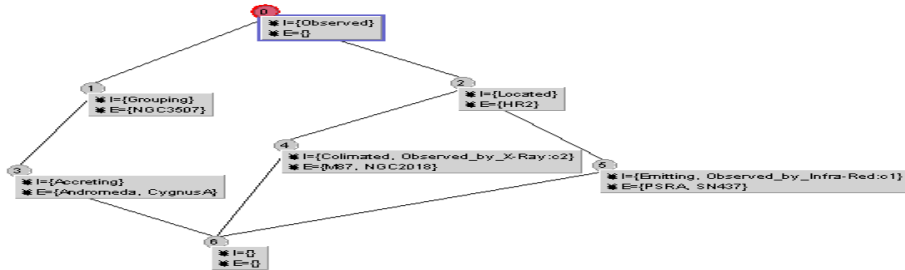 0
I={Observed}
E={}
1
I={Grouping}
E={NGC3507}
2
I={Located}
E={HR2}
3
I={Accreting}
E={Andromeda, CygnusA}
4
I={Colimated, Observed_by_X-Ray:c2}
E={M87, NGC2018}
5
I={Emitting, Observed_by_Infra-Red:c1}
E={PSRA, SN437}
6
I={}
E={}